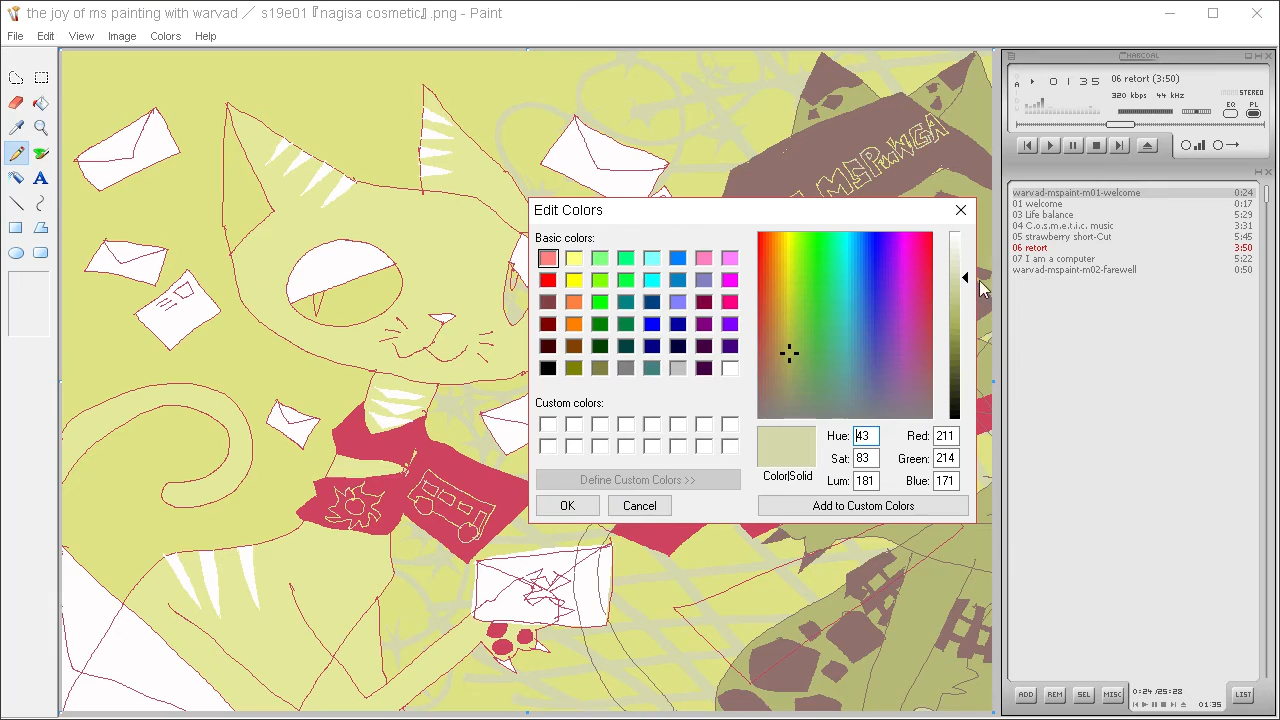 the joy of ms painting with warvad ／ s19e01『nagisa cosmetic』.png - Paint
File Edit View Image Colors Help
CHARCOAL
01 35
06 retort (3:50)
320 kbps 44 kHz
STEREO
EQ PL
warvad-mspaint-m01-welcome 0:24
01 welcome 0:17
03 Life balance 5:29
04 C.o.s.m.e.t.i.c. music 3:31
05 strawberry short-Cut 5:45
06 retort 3:50
07 I am a computer 5:22
warvad-mspaint-m02-farewell 0:50
ADD REM SEL MISC 0:24/25:28 01:35 LIST
Edit Colors
Basic colors:
Custom colors:
Define Custom Colors >>
OK Cancel
Color|Solid
Hue: 43 Red: 211
Sat: 83 Green: 214
Lum: 181 Blue: 171
Add to Custom Colors